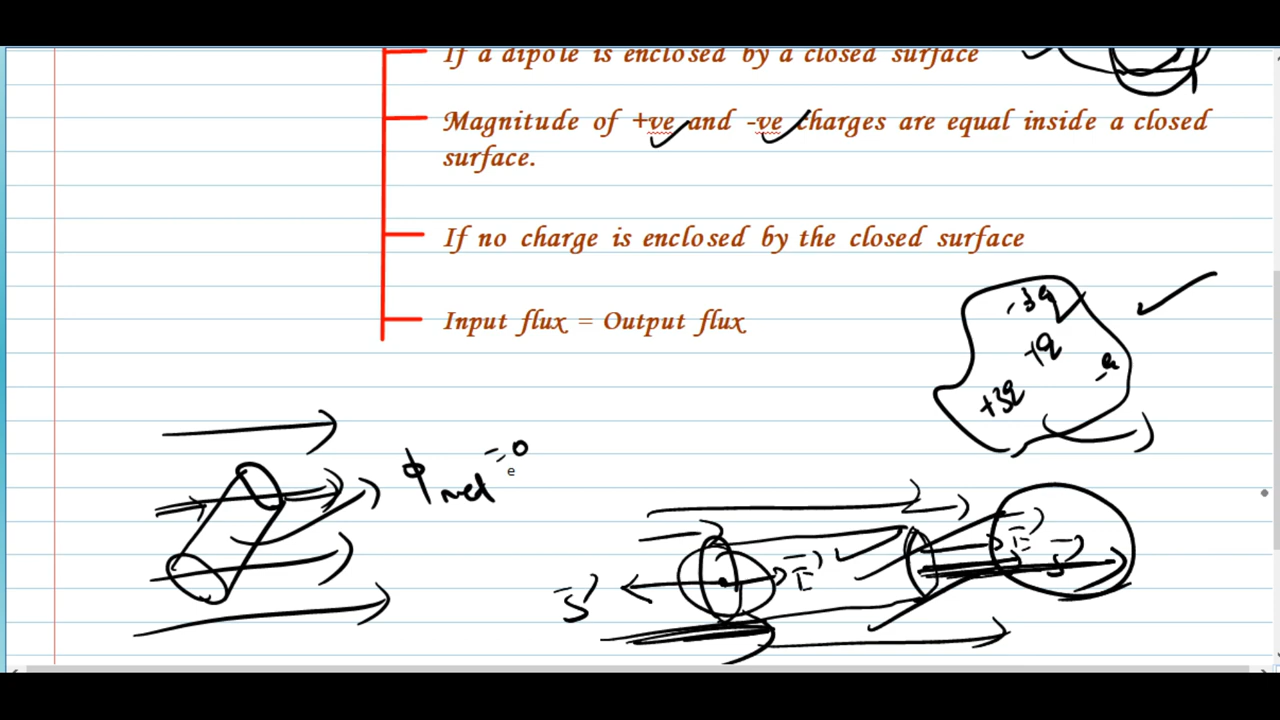 If a dipole is enclosed by a closed surface
Magnitude of +ve and -ve charges are equal inside a closed
surface.
If no charge is enclosed by the closed surface
Input flux = Output flux
-3q
+q
-q
+3q
ϕ net = 0
e
E
S
E
S